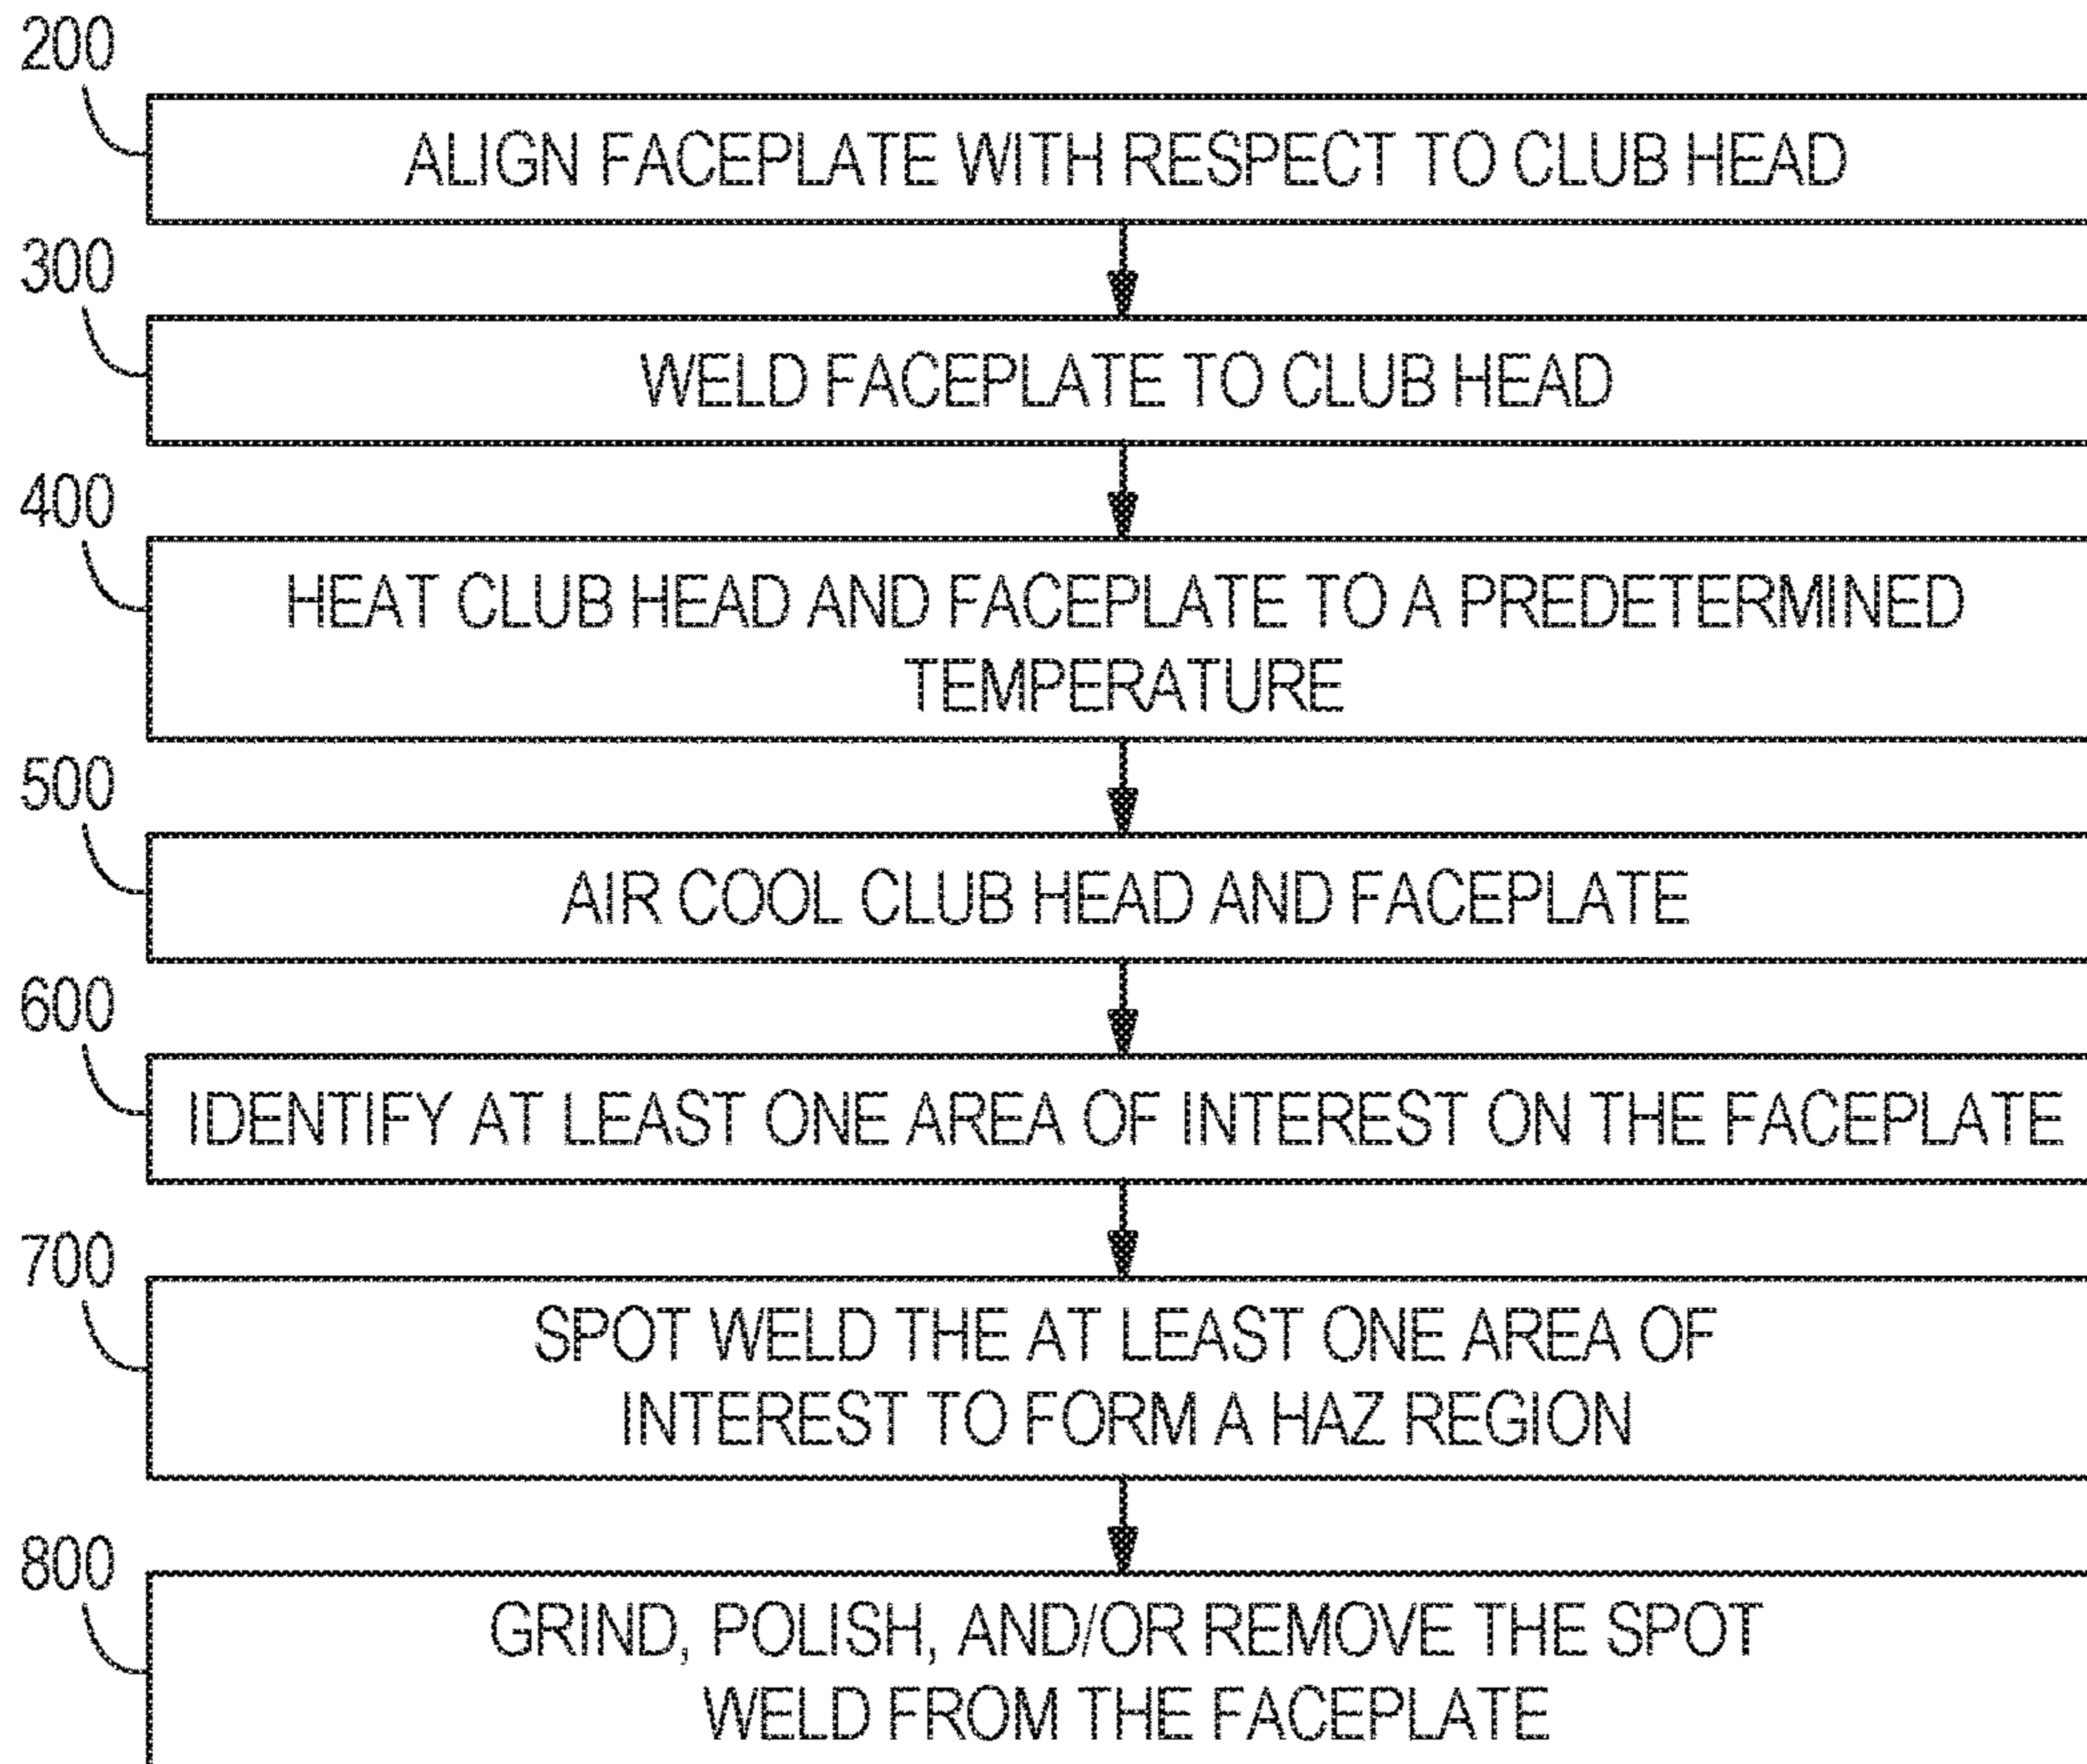 200
ALIGN FACEPLATE WITH RESPECT TO CLUB HEAD
300
WELD FACEPLATE TO CLUB HEAD
400
HEAT CLUB HEAD AND FACEPLATE TO A PREDETERMINED
TEMPERATURE
500
AIR COOL CLUB HEAD AND FACEPLATE
600
IDENTIFY AT LEAST ONE AREA OF INTEREST ON THE FACEPLATE
700
SPOT WELD THE AT LEAST ONE AREA OF
INTEREST TO FORM A HAZ REGION
800
GRIND, POLISH, AND/OR REMOVE THE SPOT
WELD FROM THE FACEPLATE